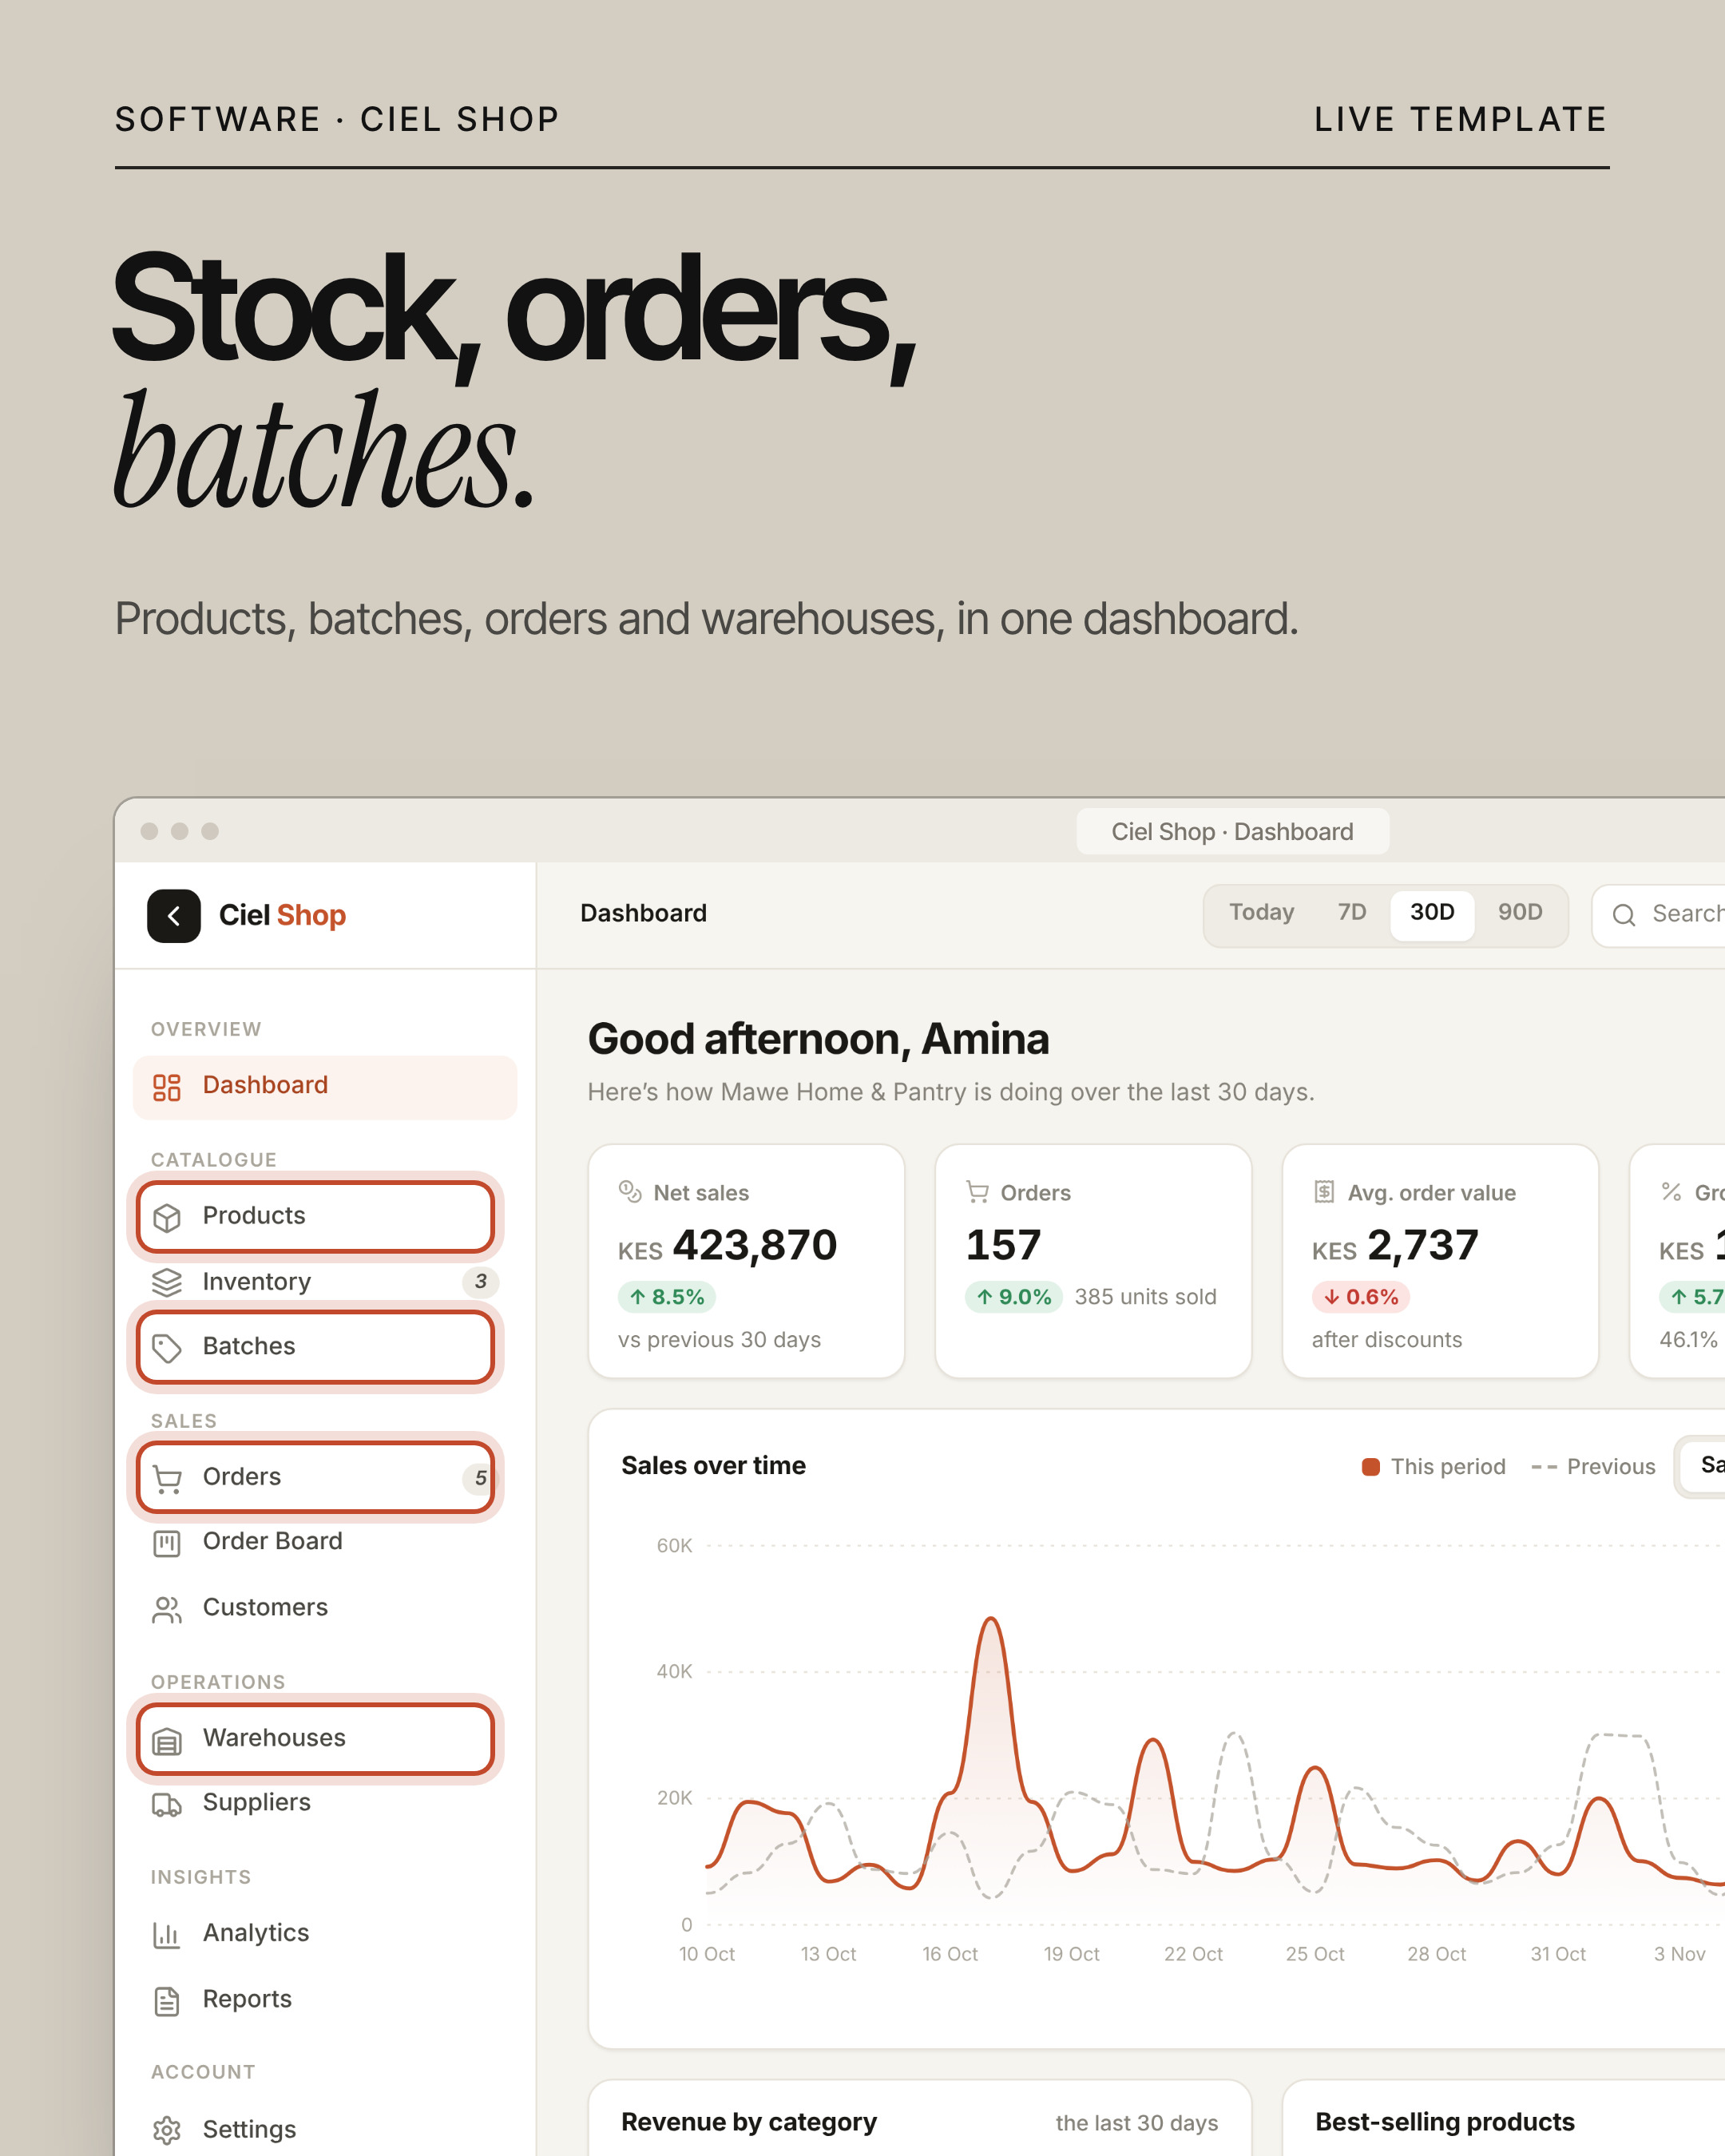 SOFTWARE · CIEL SHOP
LIVE TEMPLATE
Stock, orders,
batches.
Products, batches, orders and warehouses, in one dashboard.
Ciel Shop · Dashboard
Ciel Shop
Dashboard
Today 7D 30D 90D
Search
OVERVIEW
Dashboard
CATALOGUE
Products
Inventory 3
Batches
SALES
Orders 5
Order Board
Customers
OPERATIONS
Warehouses
Suppliers
INSIGHTS
Analytics
Reports
ACCOUNT
Settings
Good afternoon, Amina
Here’s how Mawe Home & Pantry is doing over the last 30 days.
Net sales
KES 423,870
↑ 8.5%
vs previous 30 days
Orders
157
↑ 9.0% 385 units sold
Avg. order value
KES 2,737
↓ 0.6%
after discounts
KES
↑ 5.7
46.1%
Sales over time
This period
Previous
60K
40K
20K
0
10 Oct 13 Oct 16 Oct 19 Oct 22 Oct 25 Oct 28 Oct 31 Oct 3 Nov
Revenue by category
the last 30 days
Best-selling products